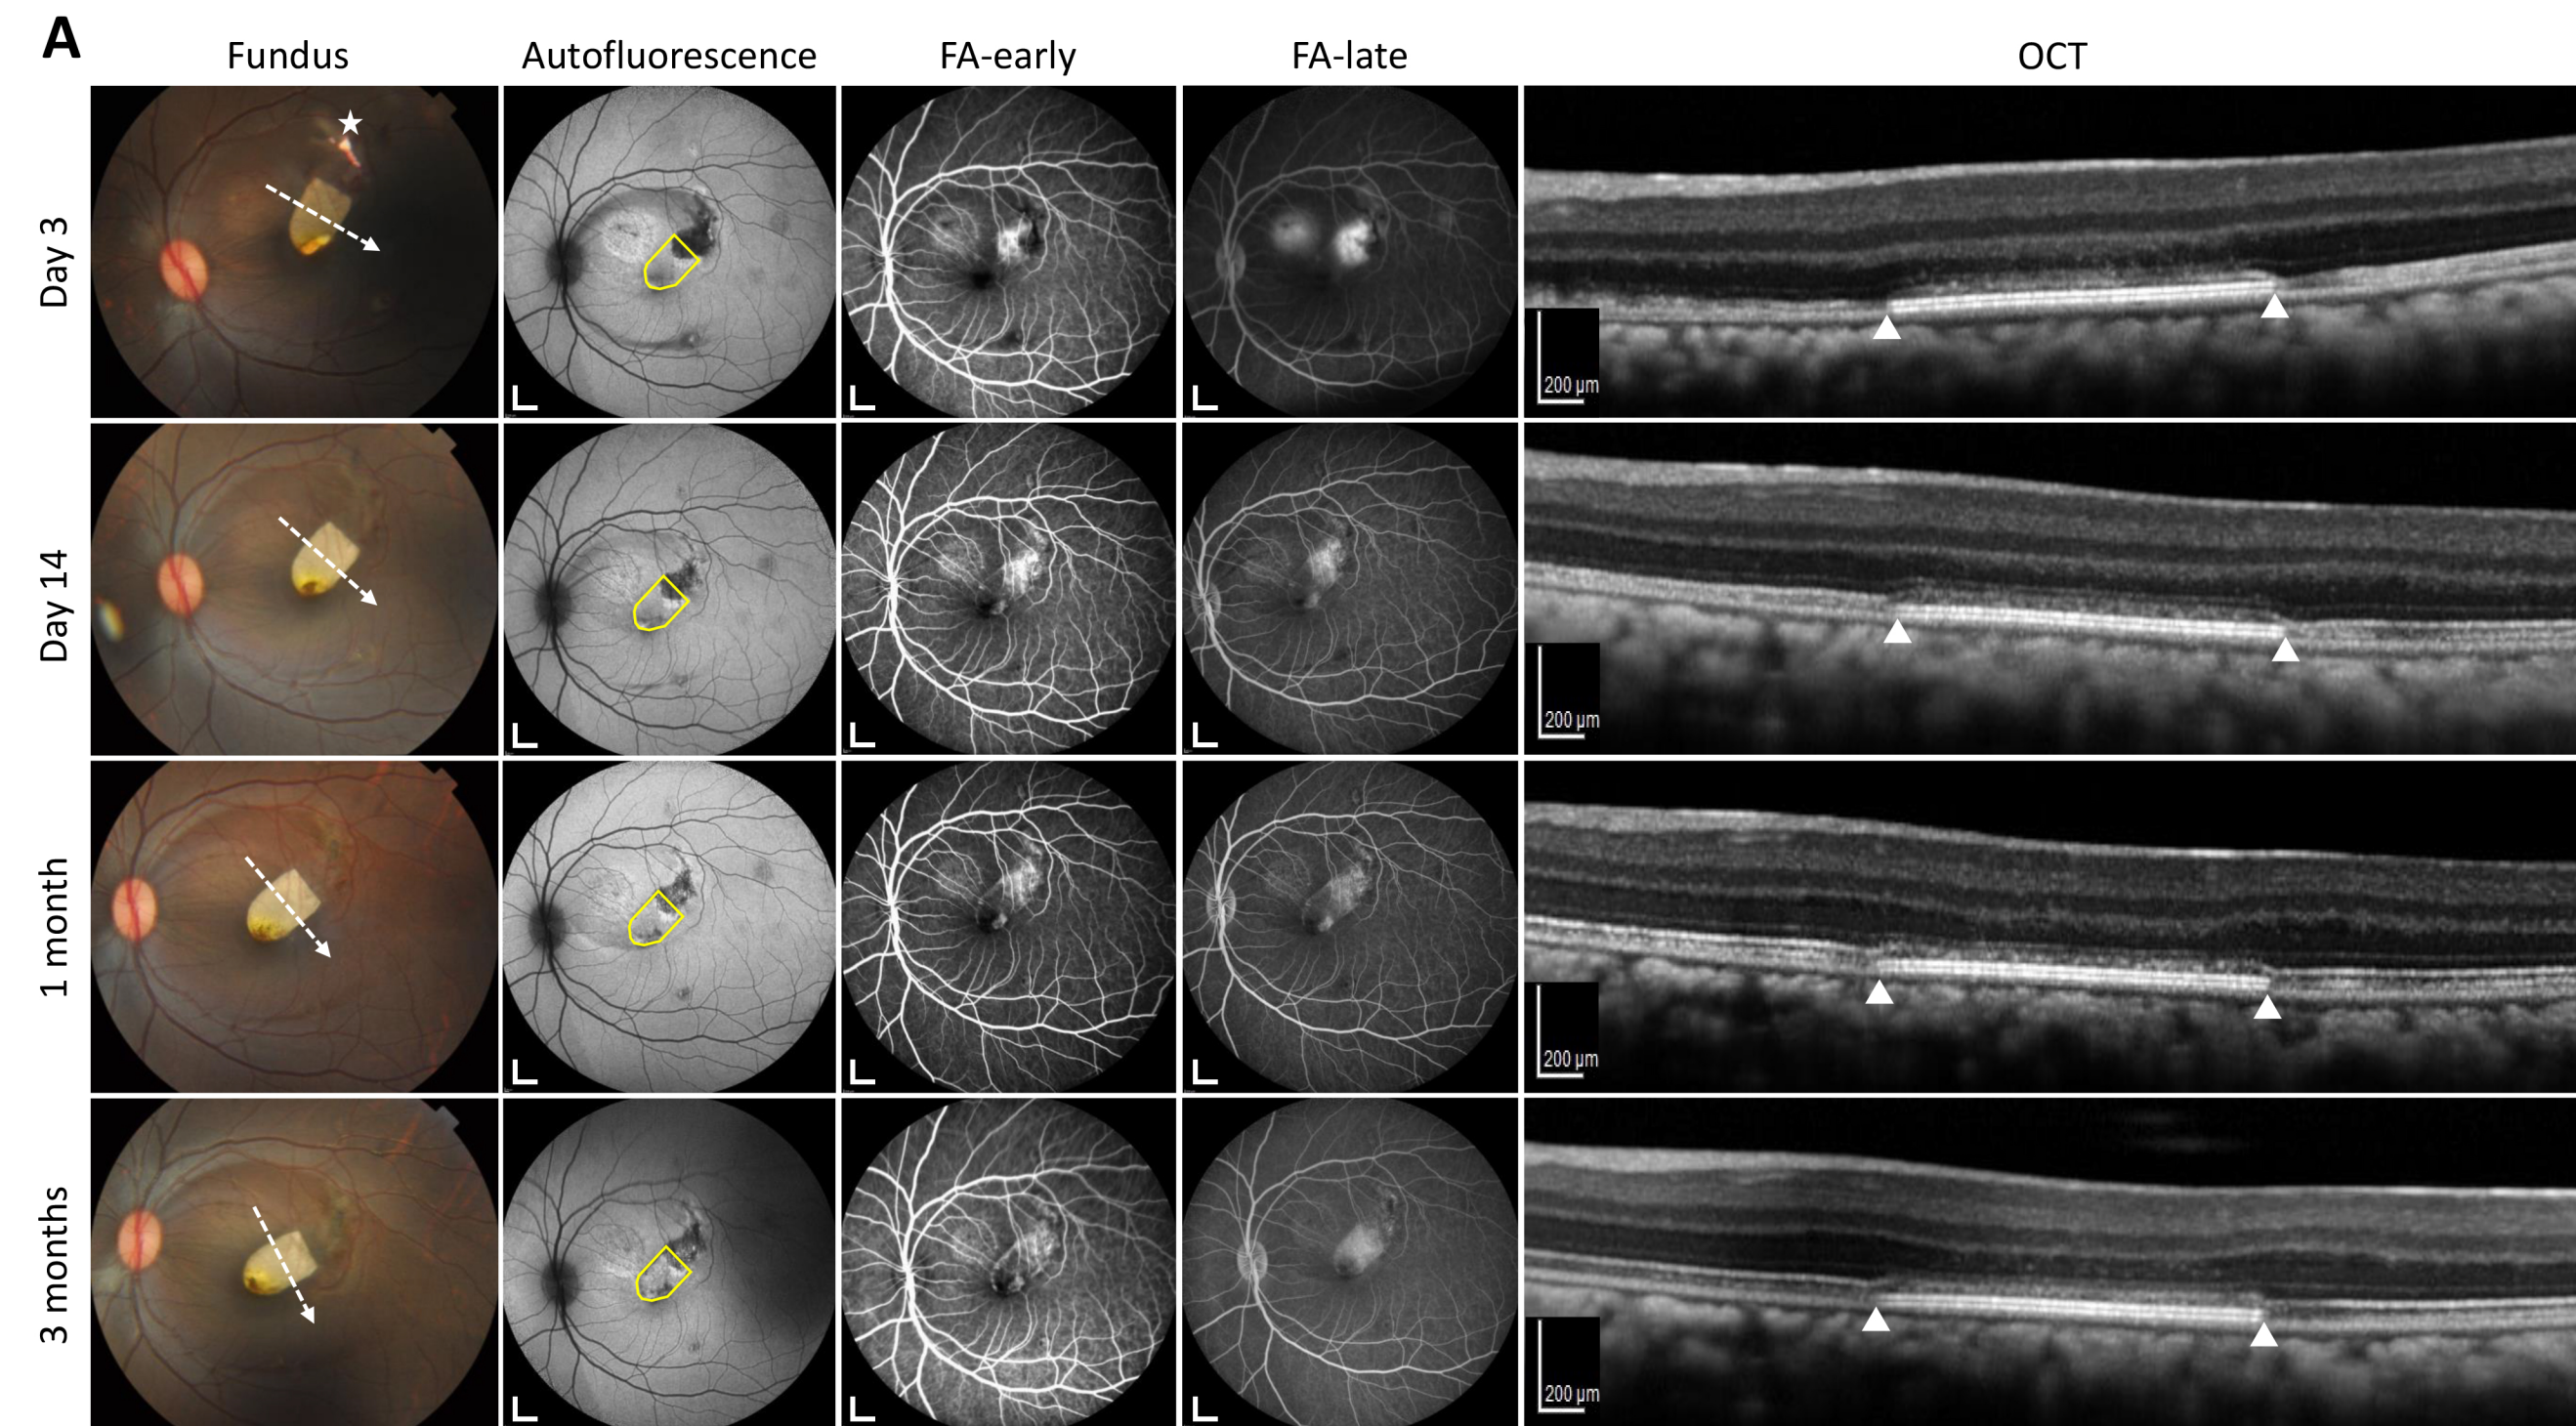 A
Fundus Autofluorescence FA-early FA-late OCT
Day 3
200 µm
Day 14
200 µm
1 month
200 µm
3 months
200 µm